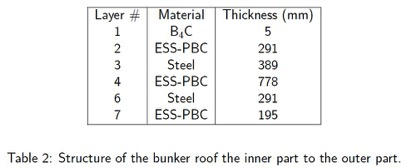 Layer # Material Thickness (mm)
1 B₄C 5
2 ESS-PBC 291
3 Steel 389
4 ESS-PBC 778
6 Steel 291
7 ESS-PBC 195
Table 2: Structure of the bunker roof the inner part to the outer part.